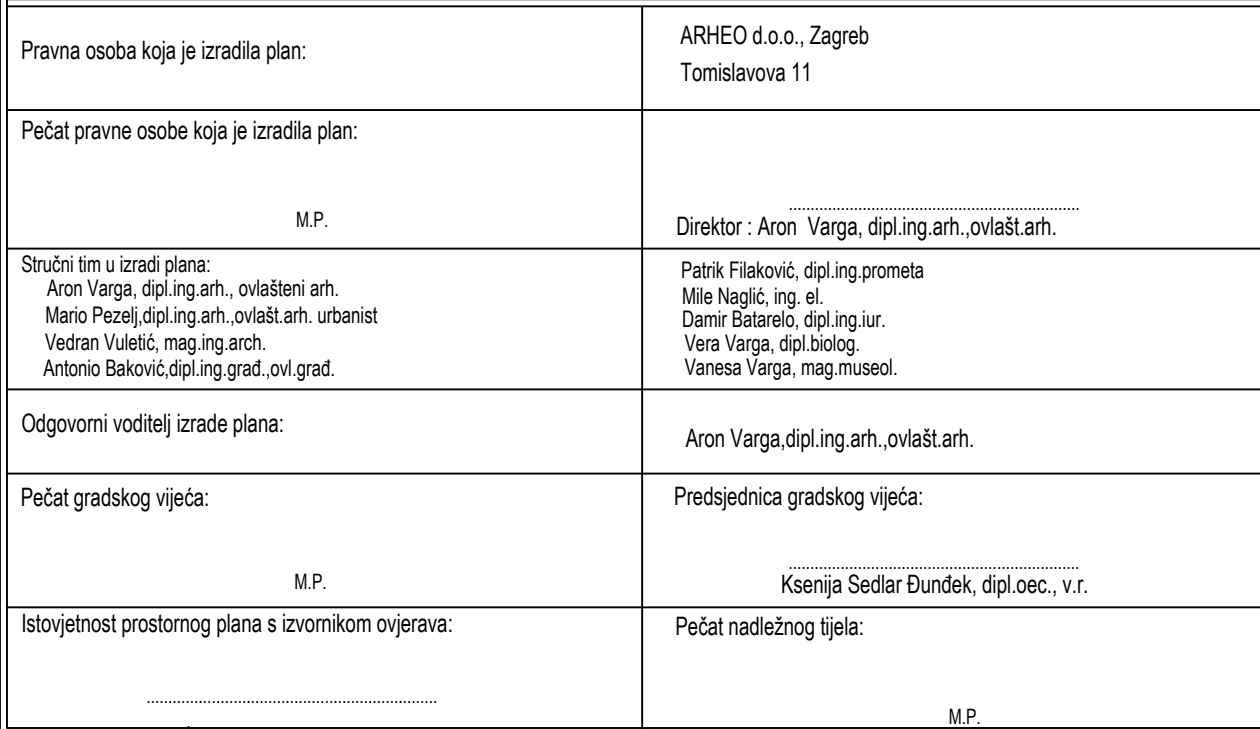 Pravna osoba koja je izradila plan:
ARHEO d.o.o., Zagreb
Tomislavova 11
Pečat pravne osobe koja je izradila plan:
M.P.
....................................................................
Direktor : Aron Varga, dipl.ing.arh.,ovlašt.arh.
Stručni tim u izradi plana:
Aron Varga, dipl.ing.arh., ovlašteni arh.
Mario Pezelj,dipl.ing.arh.,ovlašt.arh. urbanist
Vedran Vuletić, mag.ing.arch.
Antonio Baković,dipl.ing.građ.,ovl.građ.
Patrik Filaković, dipl.ing.prometa
Mile Naglić, ing. el.
Damir Batarelo, dipl.ing.iur.
Vera Varga, dipl.biolog.
Vanesa Varga, mag.museol.
Odgovorni voditelj izrade plana:
Aron Varga,dipl.ing.arh.,ovlašt.arh.
Pečat gradskog vijeća:
M.P.
Predsjednica gradskog vijeća:
....................................................................
Ksenija Sedlar Đunđek, dipl.oec., v.r.
Istovjetnost prostornog plana s izvornikom ovjerava:
....................................................................
Pečat nadležnog tijela:
M.P.